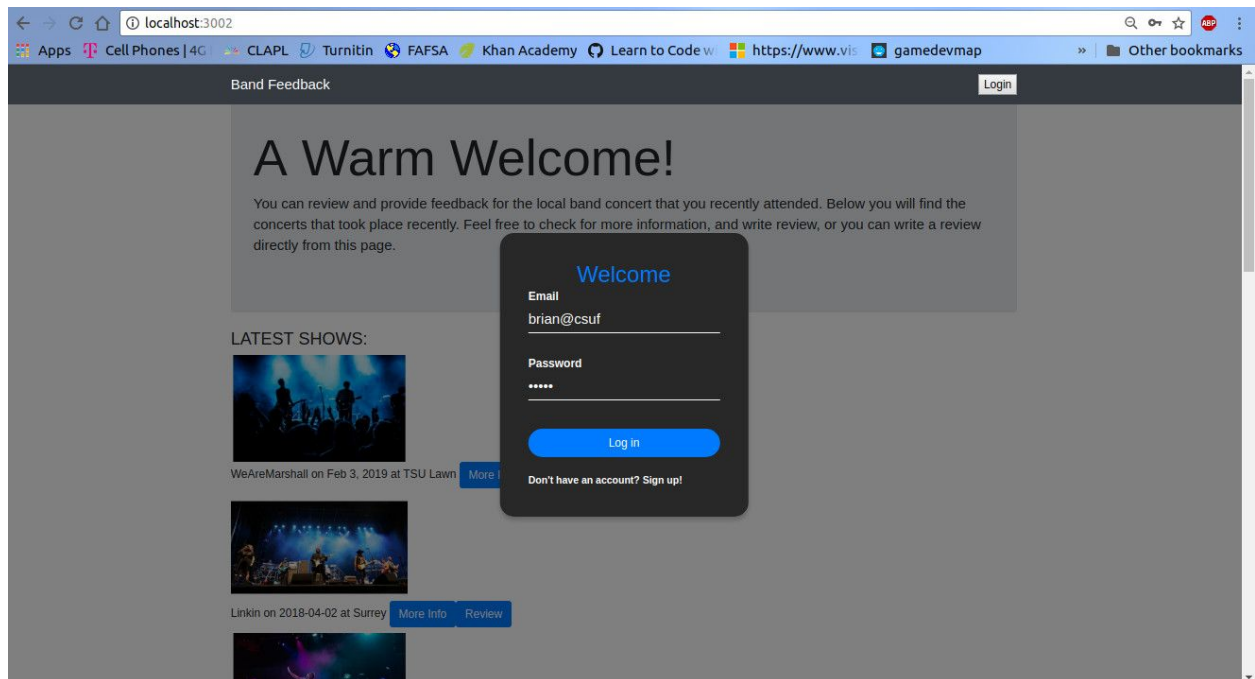 localhost:3002
ABP
Apps Cell Phones | 4G CLAPL Turnitin FAFSA Khan Academy Learn to Code w https://www.vis gamedevmap » Other bookmarks
Band Feedback Login
A Warm Welcome!
You can review and provide feedback for the local band concert that you recently attended. Below you will find the
concerts that took place recently. Feel free to check for more information, and write review, or you can write a review
directly from this page.
Welcome
Email
brian@csuf
Password
•••••
Log in
Don't have an account? Sign up!
LATEST SHOWS:
WeAreMarshall on Feb 3, 2019 at TSU Lawn More I
Linkin on 2018-04-02 at Surrey More Info Review